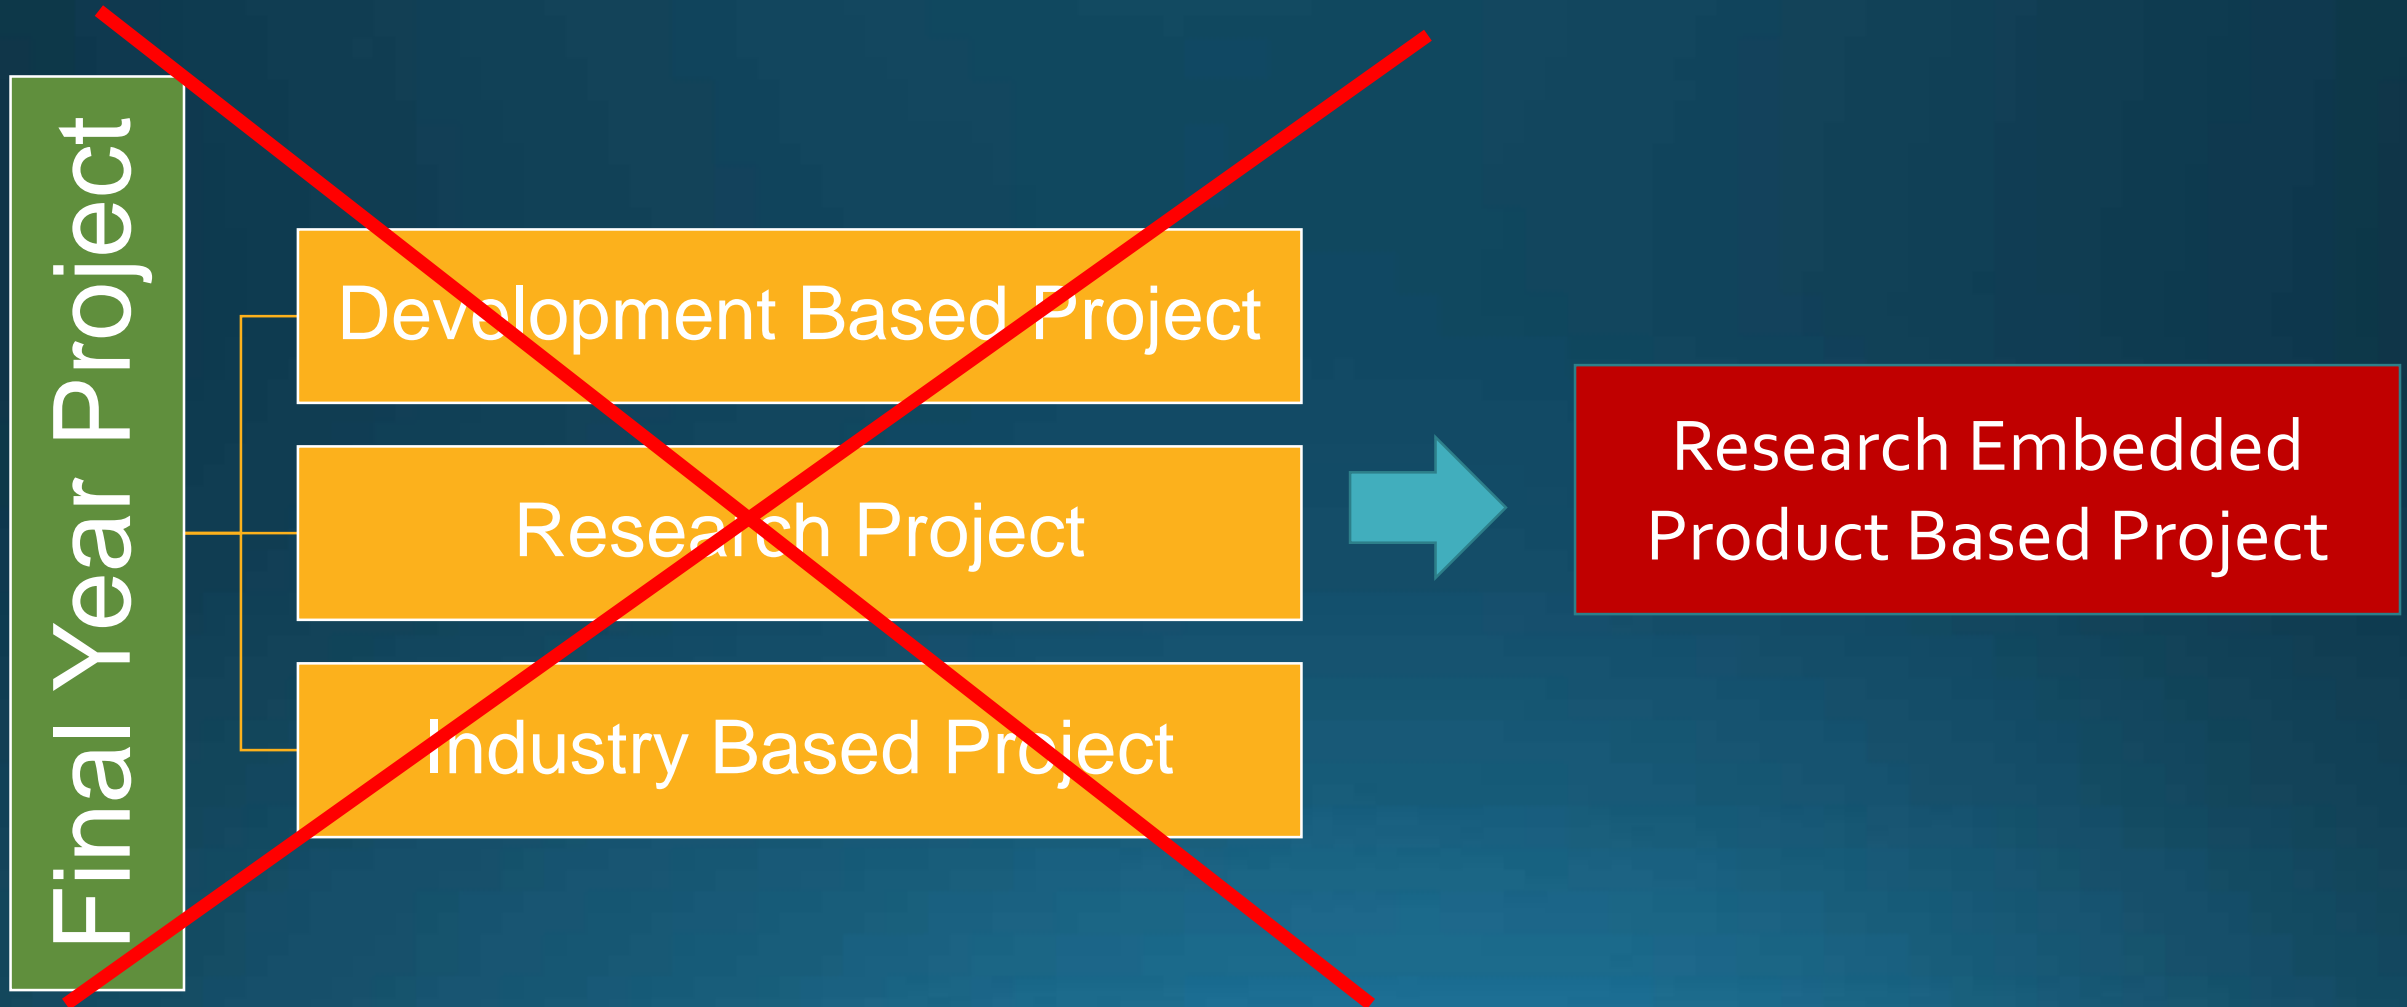 Final Year Project
Development Based Project
Research Project
Industry Based Project
Research Embedded
Product Based Project